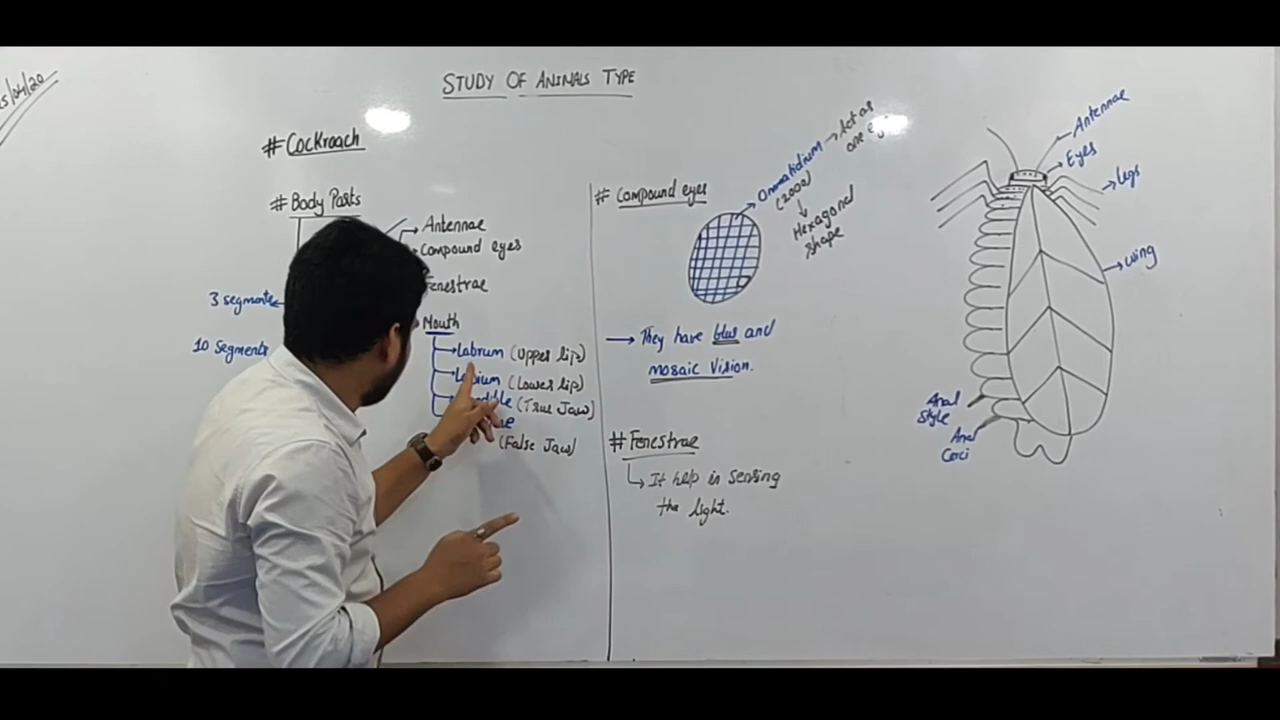 STUDY OF ANIMALS TYPE
# Cockroach
# Body Parts
Antennae
Compound eyes
Fenestrae
3 segments
10 Segments
Mouth
Labrum (Upper lip)
Labium (Lower lip)
(True Jaw)
(False Jaw)
# Compound eyes
Ommatidium → Act as
one
(2000)
Hexagonal
shape
→ They have blur and
mosaic Vision.
# Fenestrae
It help in sensing
the light.
Antennae
Eyes
legs
wing
Anal
Style
Anal
Cerci